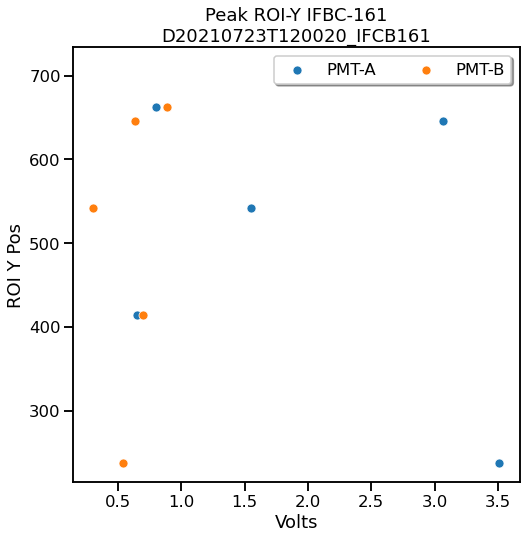 Peak ROI-Y IFBC-161
D20210723T120020_IFCB161
PMT-A PMT-B
700
600
500
400
300
ROI Y Pos
0.5 1.0 1.5 2.0 2.5 3.0 3.5
Volts